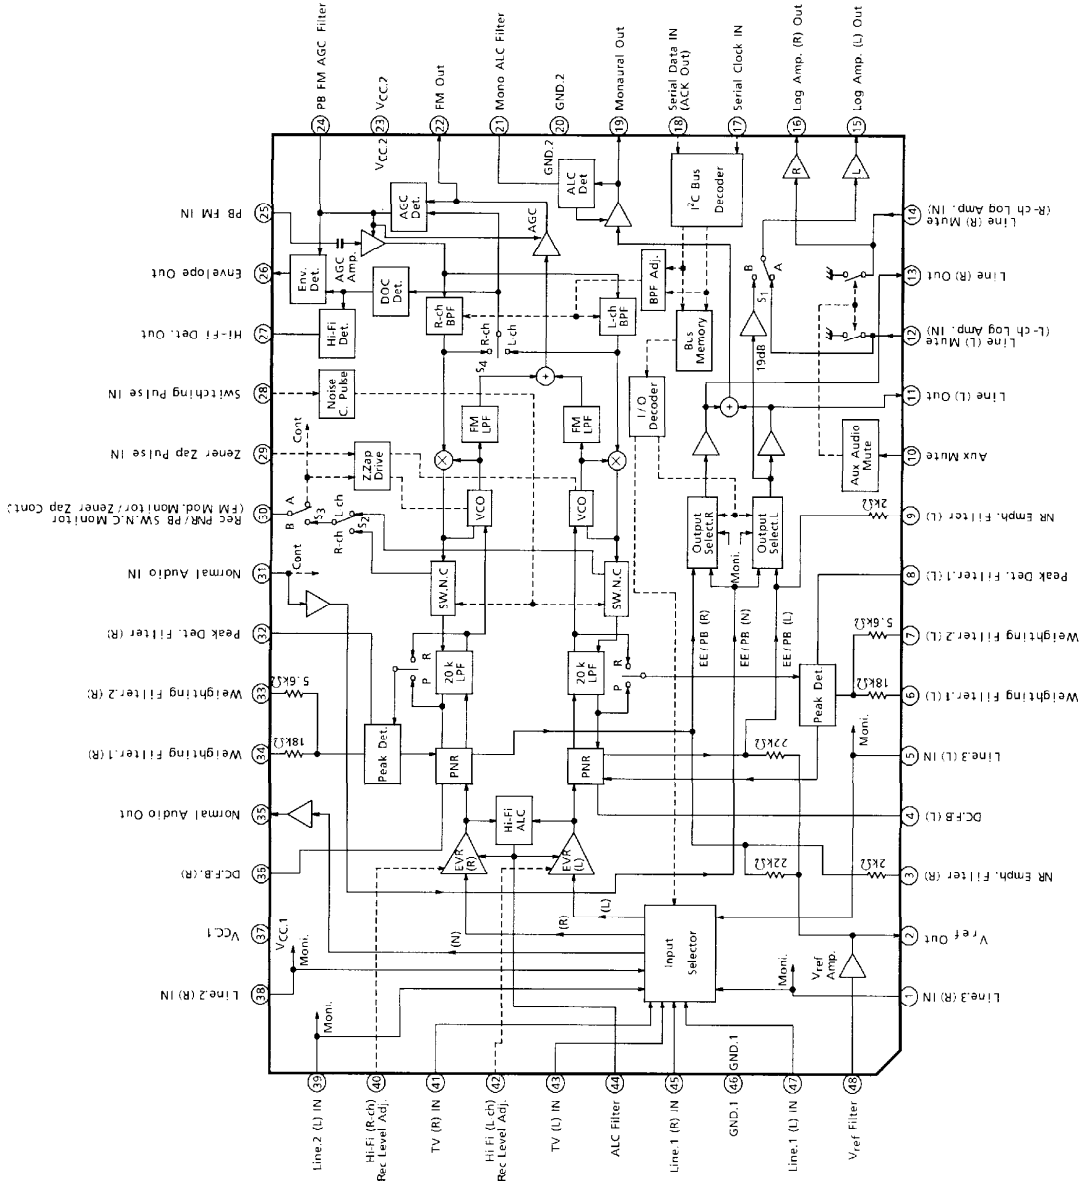 PB FM AGC Filter
24
VCC.2
23
FM Out
22
Mono ALC Filter
21
GND.2
20
Monaural Out
19
Serial Data IN
(ACK Out)
18
Serial Clock IN
17
Log Amp. (R) Out
16
Log Amp. (L) Out
15
PB FM IN
25
Envelope Out
26
Hi-Fi Det. Out
27
Switching Pulse IN
28
Zener Zap Pulse IN
29
Rec PNR/PB SW.N.C Monitor
(FM Mod.Monitor/Zener Zap Cont)
30
Normal Audio IN
31
Peak Det. Filter (R)
32
Weighting Filter.2 (R)
33
Weighting Filter.1 (R)
34
Normal Audio Out
35
DC.F.B.(R)
36
VCC.1
37
Line.2 (R) IN
38
Line.2 (L) IN
39
Hi-Fi (R-ch)
Rec Level Adj.
40
TV (R) IN
41
Hi Fi (L ch)
Rec Level Adj.
42
TV (L) IN
43
ALC Filter
44
Line.1 (R) IN
45
GND.1
46
Line.1 (L) IN
47
Vref Filter
48
Line.3 (R) IN
1
Vref Out
2
NR Emph. Filter (R)
3
DC.F.B (L)
4
Line.3 (L) IN
5
Weighting Filter.1 (L)
6
Weighting Filter.2 (L)
7
Peak Det. Filter.1 (L)
8
NR Emph. Filter (L)
9
Aux Mute
10
Line (L) Out
11
Line (L) Mute
(L-ch Log Amp. IN)
12
Line (R) Out
13
Line (R) Mute
(R-ch Log Amp. IN)
14
VCC.2
GND.2
AGC
Det.
ALC
Det
I²C Bus
Decoder
R
L
AGC
AGC
Amp.
Env.
Det.
DOC
Det.
Hi-Fi
Det.
R-ch
BPF
L-ch
BPF
BPF Adj.
Bus
Memory
S4
R-ch
L-ch
B
A
S1
19dB
Noise
C. Pulse
FM
LPF
FM
LPF
I/O
Decoder
Aux Audio
Mute
Cont
Z.Zap
Drive
VCO
VCO
A
B
S3
L-ch
R-ch
S2
Output
Select.R
Output
Select.L
Moni.
2kΩ
Cont
SW.N.C
SW.N.C
EE/PB (R)
EE/PB (N)
EE/PB (L)
5.6kΩ
18kΩ
R
P
20k
LPF
20k
LPF
P
R
Peak Det.
PNR
PNR
Peak Det.
5.6kΩ
18kΩ
Moni.
22kΩ
Hi-Fi
ALC
EVR
(R)
EVR
(L)
22kΩ
2kΩ
VCC.1
Moni.
(N)
(R)
(L)
Input
Selector
Vref
Amp.
Moni.
Moni.
GND.1